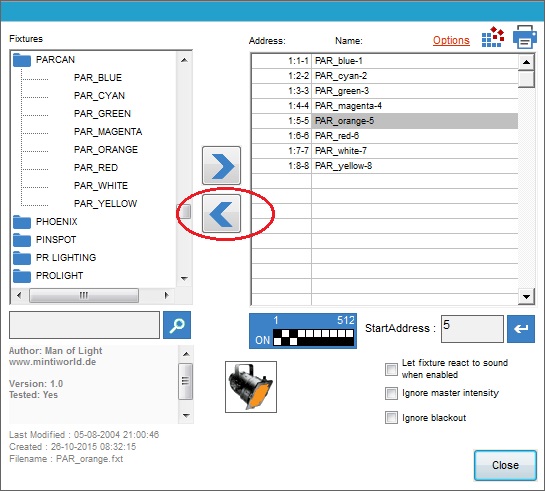 Fixtures
PARCAN
PAR_BLUE
PAR_CYAN
PAR_GREEN
PAR_MAGENTA
PAR_ORANGE
PAR_RED
PAR_WHITE
PAR_YELLOW
PHOENIX
PINSPOT
PR LIGHTING
PROLIGHT
Address: Name: Options
1:1-1 PAR_blue-1
1:2-2 PAR_cyan-2
1:3-3 PAR_green-3
1:4-4 PAR_magenta-4
1:5-5 PAR_orange-5
1:6-6 PAR_red-6
1:7-7 PAR_white-7
1:8-8 PAR_yellow-8
1 512
ON
StartAddress : 5
Author: Man of Light
www.mintiworld.de
Version: 1.0
Tested: Yes
Last Modified : 05-08-2004 21:00:46
Created : 26-10-2015 08:32:15
Filename : PAR_orange.fxt
Let fixture react to sound
when enabled
Ignore master intensity
Ignore blackout
Close